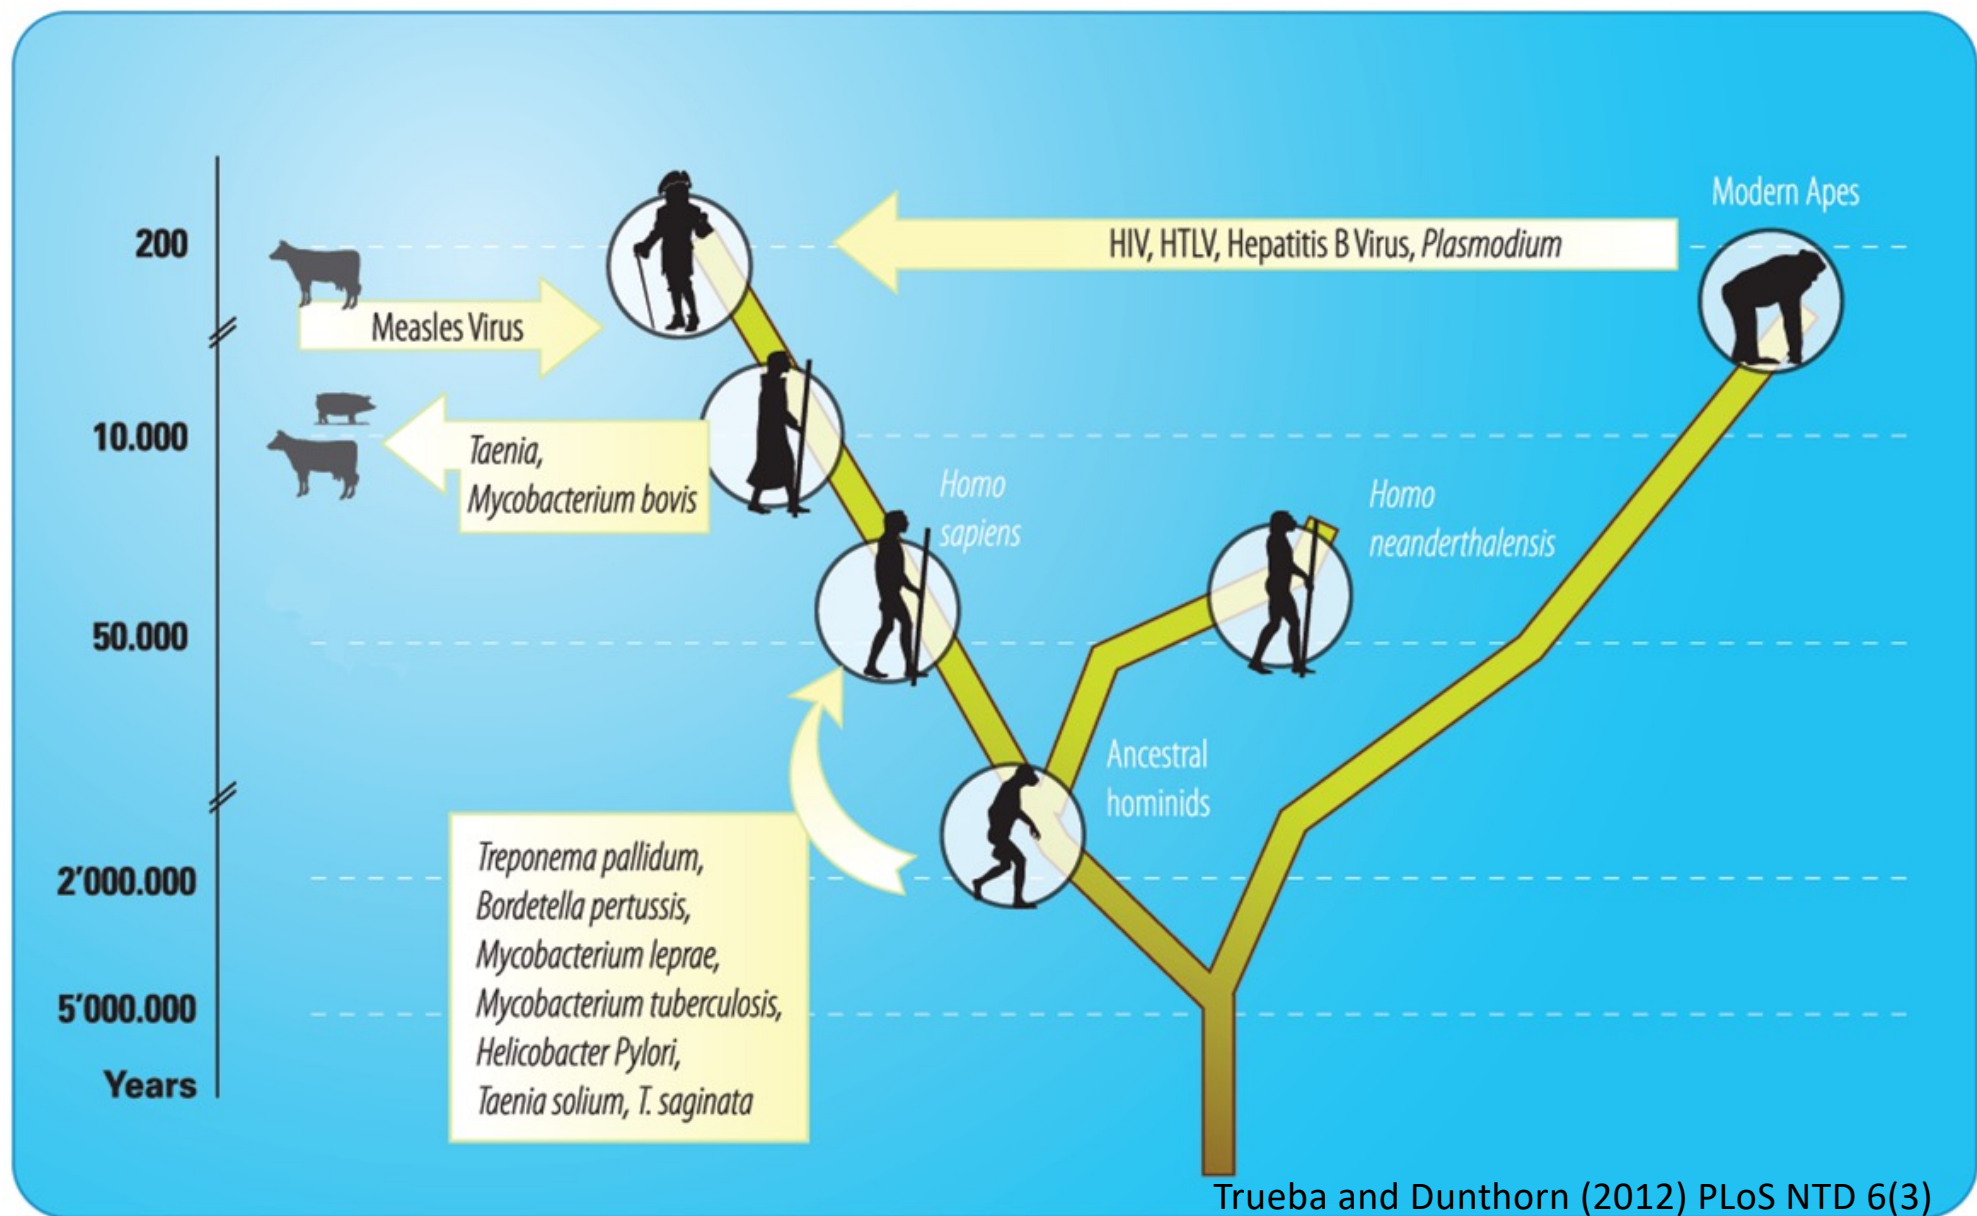 Modern Apes
200
HIV, HTLV, Hepatitis B Virus, Plasmodium
Measles Virus
10.000
Taenia,
Mycobacterium bovis
Homo
sapiens
Homo
neanderthalensis
50.000
Ancestral
hominids
2’000.000
5’000.000
Years
Treponema pallidum,
Bordetella pertussis,
Mycobacterium leprae,
Mycobacterium tuberculosis,
Helicobacter Pylori,
Taenia solium, T. saginata
Trueba and Dunthorn (2012) PLoS NTD 6(3)